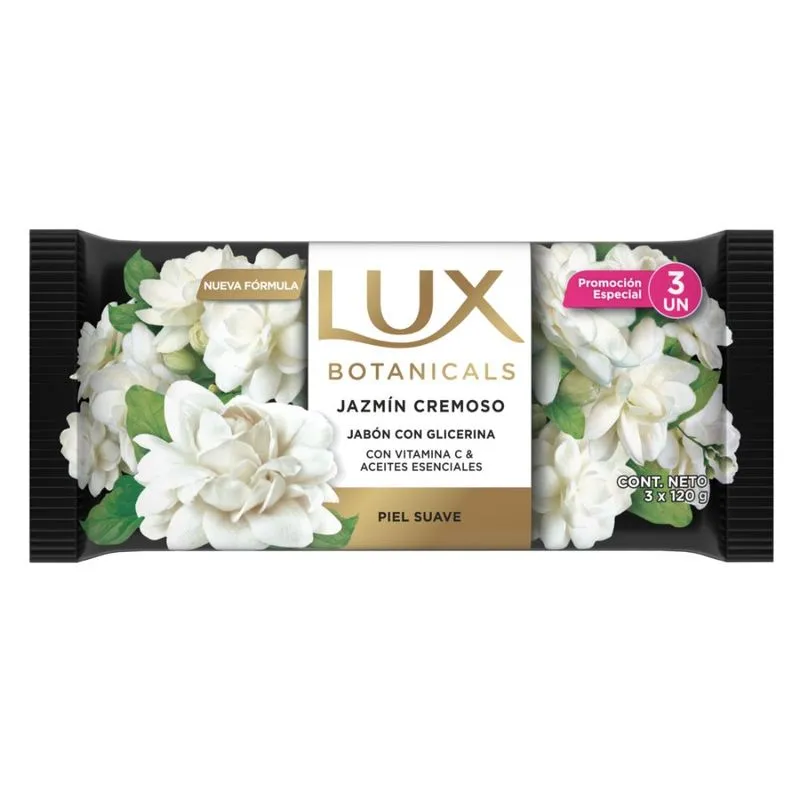 NUEVA FÓRMULA
LUX
BOTANICALS
JAZMÍN CREMOSO
JABÓN CON GLICERINA
CON VITAMINA C &
ACEITES ESENCIALES
PIEL SUAVE
Promoción
Especial
3
UN
CONT. NETO
3 x 120 g